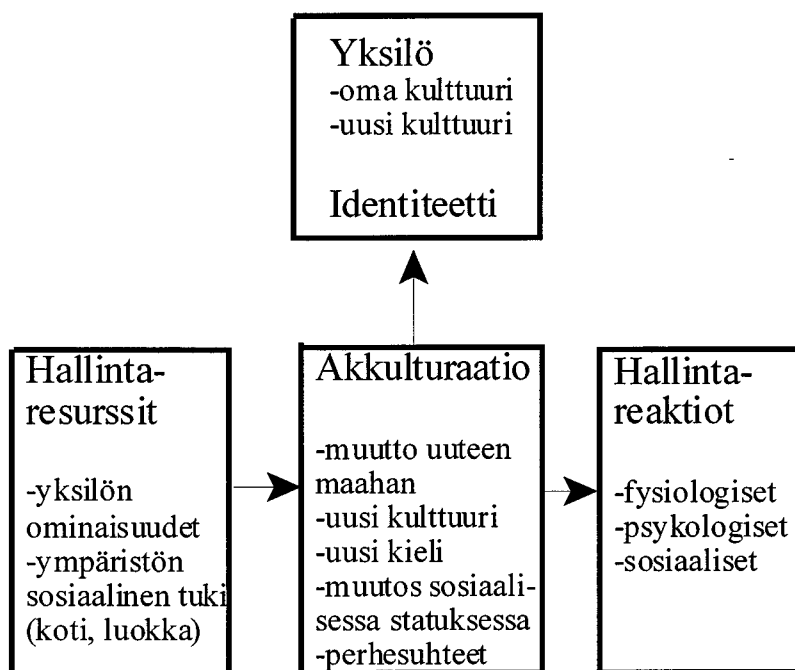 Yksilö
-oma kulttuuri
-uusi kulttuuri
Identiteetti
Hallinta-
resurssit
-yksilön
ominaisuudet
-ympäristön
sosiaalinen tuki
(koti, luokka)
Akkulturaatio
-muutto uuteen
maahan
-uusi kulttuuri
-uusi kieli
-muutos sosiaali-
sessa statuksessa
-perhesuhteet
Hallinta-
reaktiot
-fysiologiset
-psykologiset
-sosiaaliset